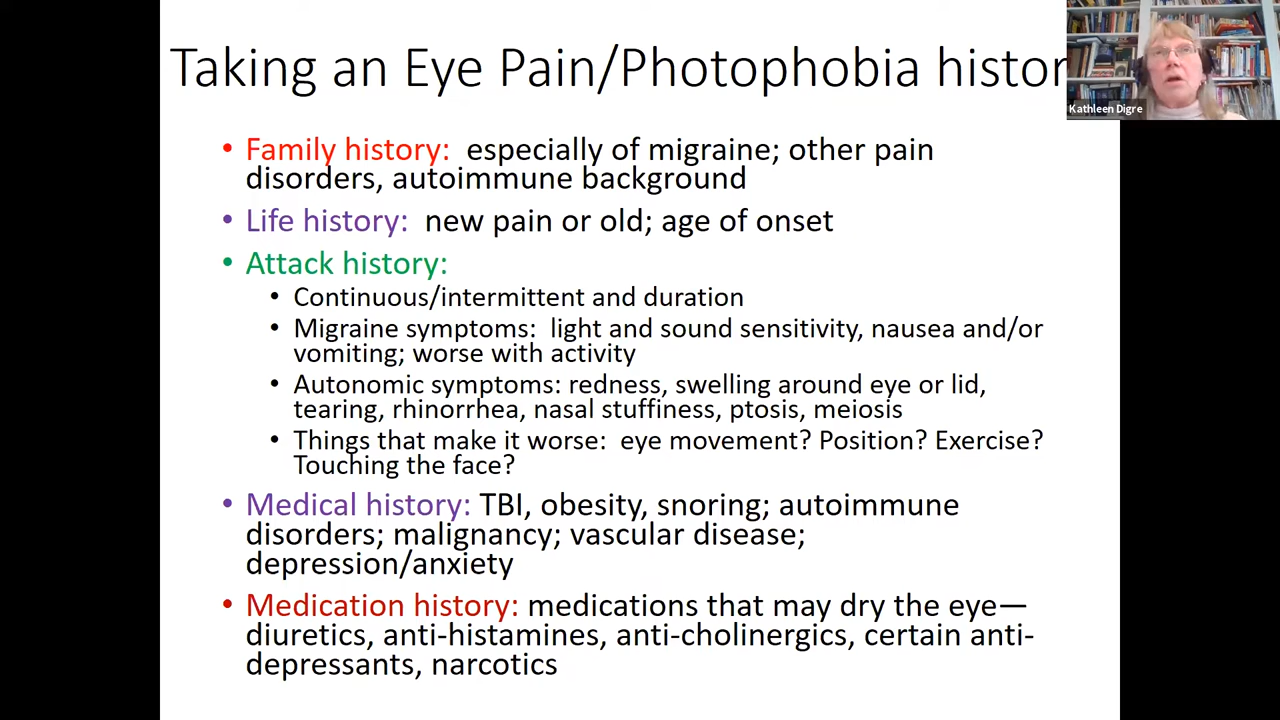 Taking an Eye Pain/Photophobia histor
Kathleen Digre
• Family history: especially of migraine; other pain
disorders, autoimmune background
• Life history: new pain or old; age of onset
• Attack history:
• Continuous/intermittent and duration
• Migraine symptoms: light and sound sensitivity, nausea and/or
vomiting; worse with activity
• Autonomic symptoms: redness, swelling around eye or lid,
tearing, rhinorrhea, nasal stuffiness, ptosis, meiosis
• Things that make it worse: eye movement? Position? Exercise?
Touching the face?
• Medical history: TBI, obesity, snoring; autoimmune
disorders; malignancy; vascular disease;
depression/anxiety
• Medication history: medications that may dry the eye—
diuretics, anti-histamines, anti-cholinergics, certain anti-
depressants, narcotics